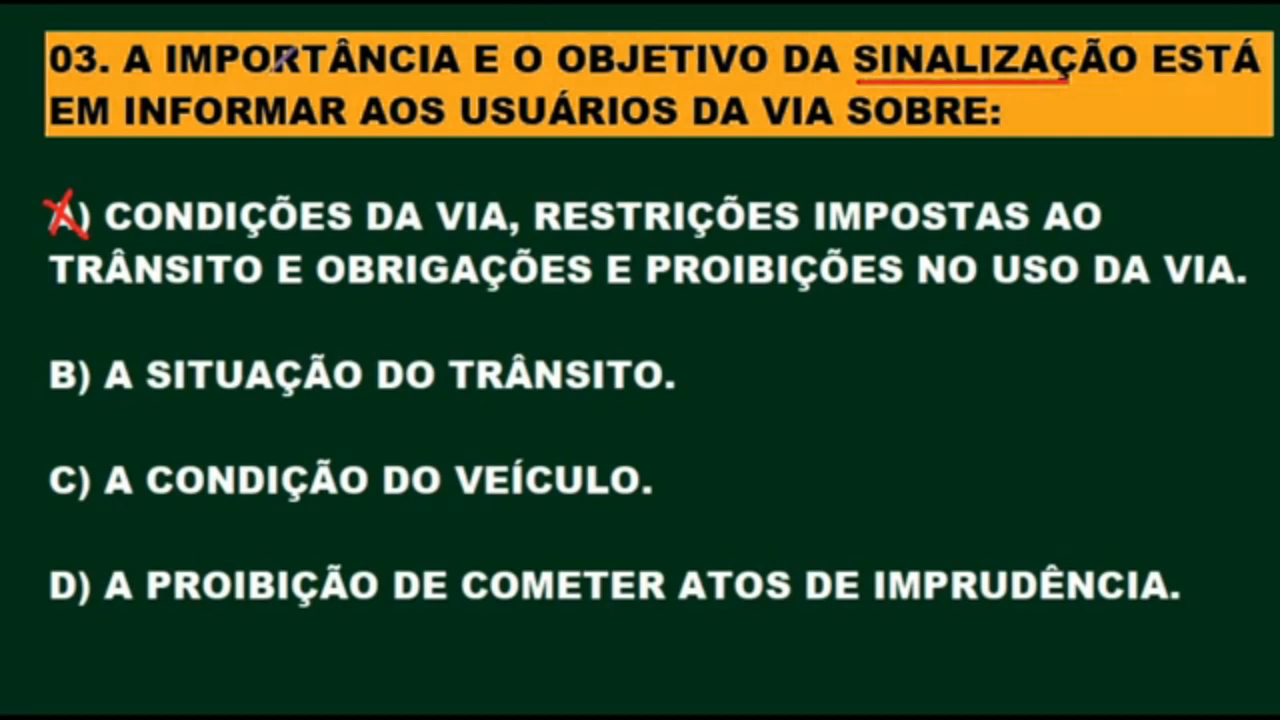 03. A IMPORTÂNCIA E O OBJETIVO DA SINALIZAÇÃO ESTÁ
EM INFORMAR AOS USUÁRIOS DA VIA SOBRE:
A) CONDIÇÕES DA VIA, RESTRIÇÕES IMPOSTAS AO
TRÂNSITO E OBRIGAÇÕES E PROIBIÇÕES NO USO DA VIA.
B) A SITUAÇÃO DO TRÂNSITO.
C) A CONDIÇÃO DO VEÍCULO.
D) A PROIBIÇÃO DE COMETER ATOS DE IMPRUDÊNCIA.